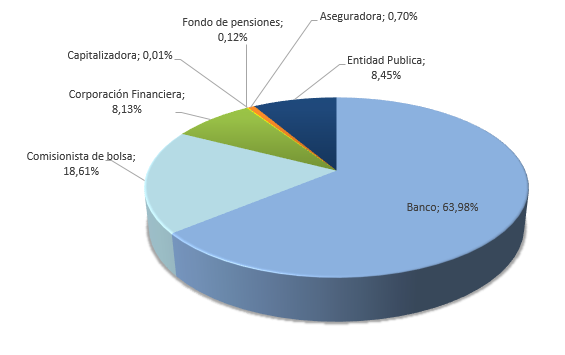 Fondo de pensiones;
0,12%
Aseguradora; 0,70%
Capitalizadora; 0,01%
Entidad Publica;
8,45%
Corporación Financiera;
8,13%
Comisionista de bolsa;
18,61%
Banco; 63,98%